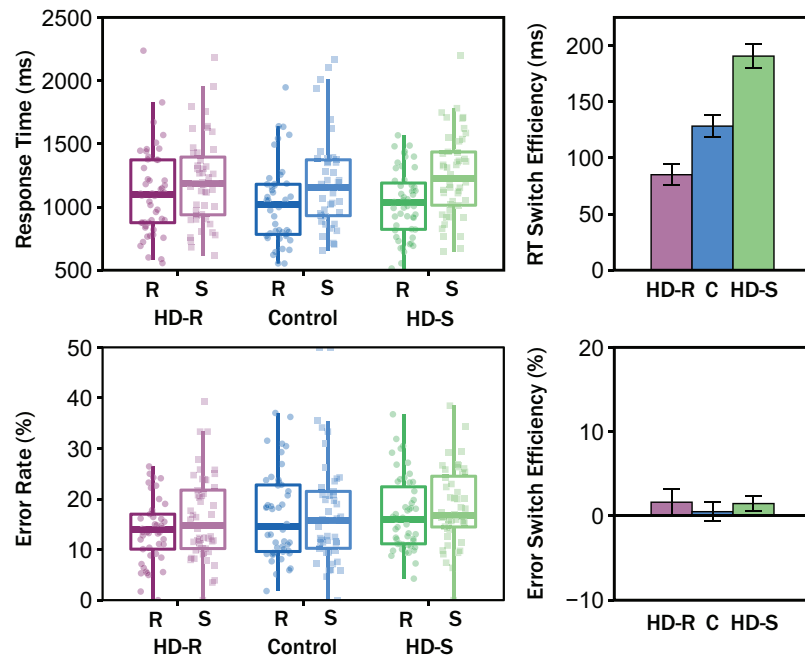 Response Time (ms)
2500
2000
1500
1000
500
R S R S R S
HD-R Control HD-S
RT Switch Efficiency (ms)
200
150
100
50
0
HD-R C HD-S
Error Rate (%)
50
40
30
20
10
0
R S R S R S
HD-R Control HD-S
Error Switch Efficiency (%)
20
10
0
−10
HD-R C HD-S